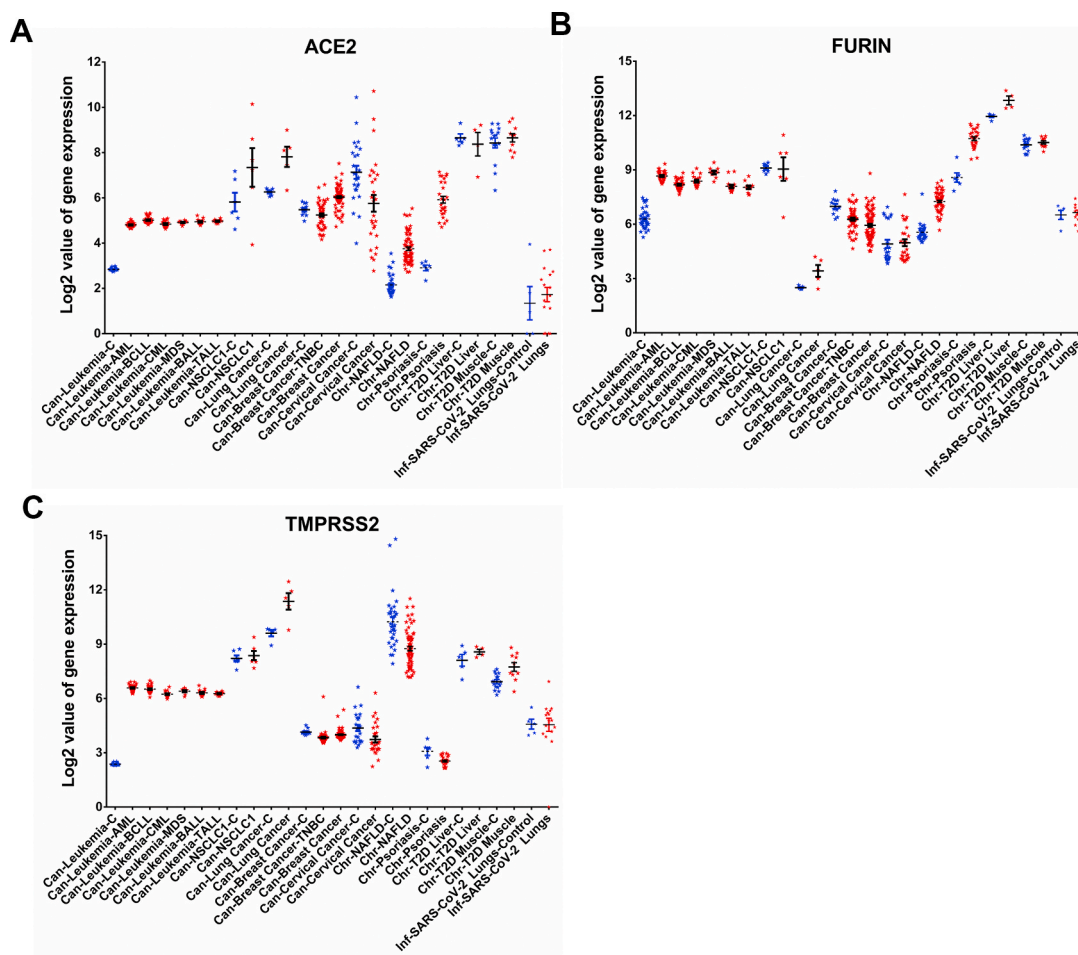 A
ACE2
Log2 value of gene expression
12
10
8
6
4
2
0
Can-Leukemia-C
Can-Leukemia-AML
Can-Leukemia-BCLL
Can-Leukemia-CML
Can-Leukemia-MDS
Can-Leukemia-BALL
Can-Leukemia-TALL
Can-NSCLC1-C
Can-NSCLC1
Can-Lung Cancer-C
Can-Lung Cancer
Can-Breast Cancer-C
Can-Breast Cancer-TNBC
Can-Breast Cancer
Can-Cervical Cancer-C
Can-Cervical Cancer
Chr-NAFLD-C
Chr-NAFLD
Chr-Psoriasis-C
Chr-Psoriasis
Chr-T2D Liver-C
Chr-T2D Liver
Chr-T2D Muscle-C
Chr-T2D Muscle
Inf-SARS-CoV-2 Lungs-Control
Inf-SARS-CoV-2 Lungs
B
FURIN
Log2 value of gene expression
15
12
9
6
3
0
Can-Leukemia-C
Can-Leukemia-AML
Can-Leukemia-BCLL
Can-Leukemia-CML
Can-Leukemia-MDS
Can-Leukemia-BALL
Can-Leukemia-TALL
Can-NSCLC1-C
Can-NSCLC1
Can-Lung Cancer-C
Can-Lung Cancer
Can-Breast Cancer-C
Can-Breast Cancer-TNBC
Can-Breast Cancer
Can-Cervical Cancer-C
Can-Cervical Cancer
Chr-NAFLD-C
Chr-NAFLD
Chr-Psoriasis-C
Chr-Psoriasis
Chr-T2D Liver-C
Chr-T2D Liver
Chr-T2D Muscle-C
Chr-T2D Muscle
Inf-SARS-CoV-2 Lungs-Control
Inf-SARS-CoV-2 Lungs
C
TMPRSS2
Log2 value of gene expression
15
12
9
6
3
0
Can-Leukemia-C
Can-Leukemia-AML
Can-Leukemia-BCLL
Can-Leukemia-CML
Can-Leukemia-MDS
Can-Leukemia-BALL
Can-Leukemia-TALL
Can-NSCLC1-C
Can-NSCLC1
Can-Lung Cancer-C
Can-Lung Cancer
Can-Breast Cancer-C
Can-Breast Cancer-TNBC
Can-Breast Cancer
Can-Cervical Cancer-C
Can-Cervical Cancer
Chr-NAFLD-C
Chr-NAFLD
Chr-Psoriasis-C
Chr-Psoriasis
Chr-T2D Liver-C
Chr-T2D Liver
Chr-T2D Muscle-C
Chr-T2D Muscle
Inf-SARS-CoV-2 Lungs-Control
Inf-SARS-CoV-2 Lungs